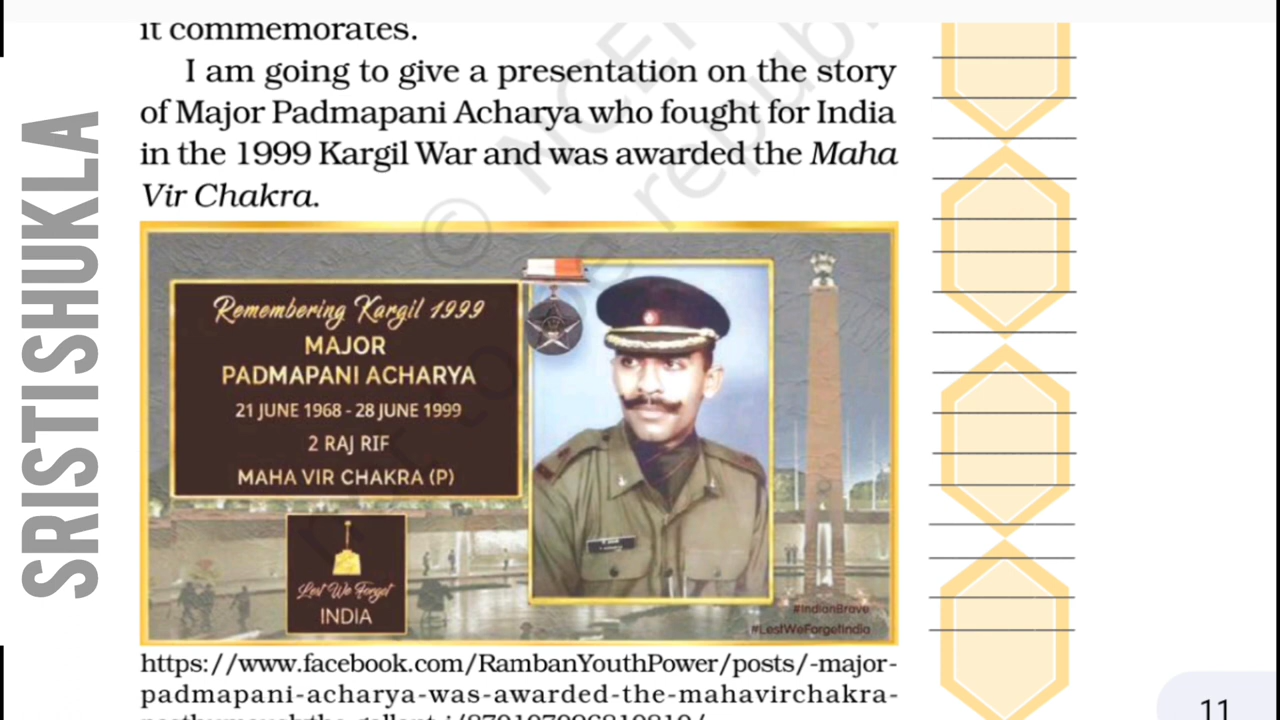 it commemorates.
I am going to give a presentation on the story
of Major Padmapani Acharya who fought for India
in the 1999 Kargil War and was awarded the Maha
Vir Chakra.
SRISTISHUKLA
Remembering Kargil 1999
MAJOR
PADMAPANI ACHARYA
21 JUNE 1968 - 28 JUNE 1999
2 RAJ RIF
MAHA VIR CHAKRA (P)
Lest We Forget
INDIA
#IndianBrave
#LestWeForgetIndia
https://www.facebook.com/RambanYouthPower/posts/-major-
padmapani-acharya-was-awarded-the-mahavirchakra-
11